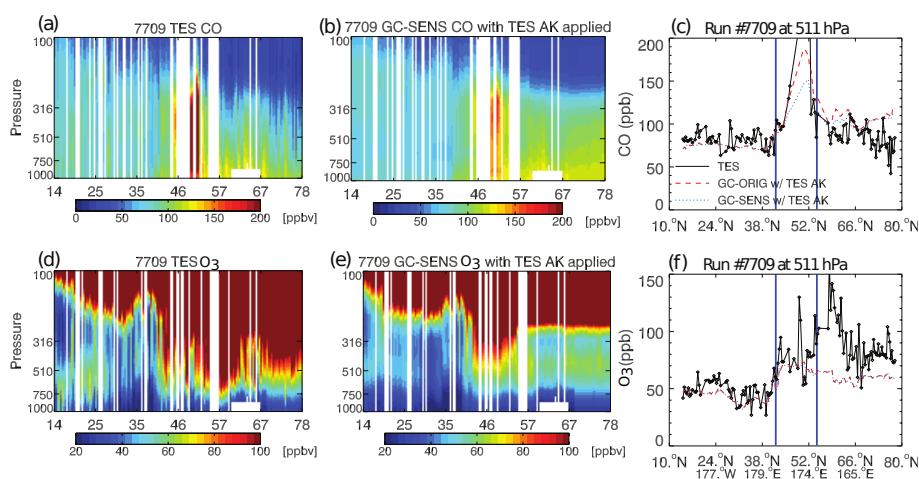 (a) 7709 TES CO
Pressure
100
316
510
750
1000
14 25 35 46 57 67 78
0 50 100 150 200 [ppbv]
(b) 7709 GC-SENS CO with TES AK applied
100
316
510
750
1000
14 25 35 46 57 67 78
0 50 100 150 200 [ppbv]
(c) Run #7709 at 511 hPa
CO (ppb)
200
150
100
50
0
TES
GC-ORIG w/ TES AK
GC-SENS w/ TES AK
10.°N 24.°N 38.°N 52.°N 66.°N 80.°N
(d) 7709 TES O3
Pressure
100
316
510
750
1000
14 25 35 46 57 67 78
20 40 60 80 100 [ppbv]
(e) 7709 GC-SENS O3 with TES AK applied
100
316
510
750
1000
14 25 35 46 57 67 78
20 40 60 80 100 [ppbv]
(f) Run #7709 at 511 hPa
O3(ppb)
150
100
50
0
10.°N 24.°N 38.°N 52.°N 66.°N 80.°N
177.°W 179.°E 174.°E 165.°E